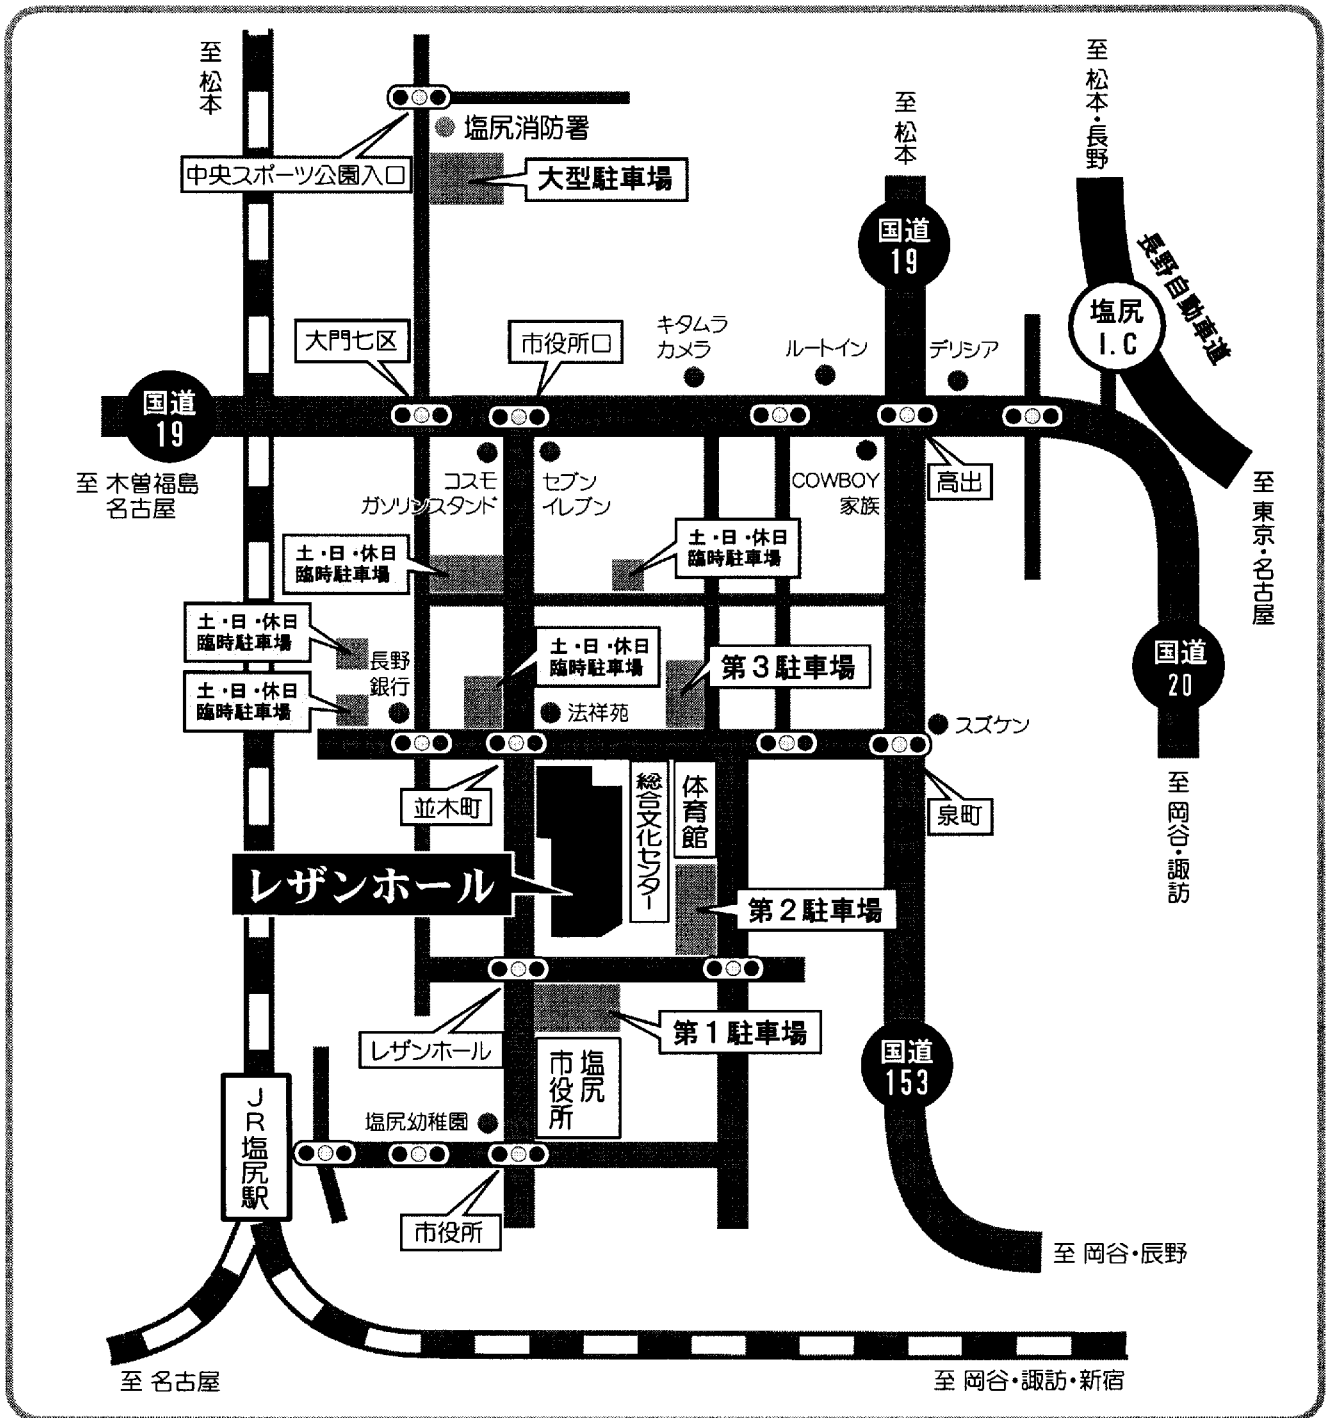 至 松本
塩尻消防署
中央スポーツ公園入口
大型駐車場
至 松本
国道
19
至 松本・長野
長野自動車道
塩尻
I.C
大門七区
市役所口
キタムラ
カメラ
ルートイン
デリシア
国道
19
至 木曽福島
名古屋
コスモ
ガソリンスタンド
セブン
イレブン
COWBOY
家族
高出
至 東京・名古屋
土・日・休日
臨時駐車場
土・日・休日
臨時駐車場
土・日・休日
臨時駐車場
長野
銀行
土・日・休日
臨時駐車場
土・日・休日
臨時駐車場
第3駐車場
国道
20
法祥苑
スズケン
並木町
総合文化センター
体育館
泉町
至 岡谷・諏訪
レザンホール
第2駐車場
第1駐車場
レザンホール
塩尻
市役所
国道
153
JR塩尻駅
塩尻幼稚園
市役所
至 岡谷・辰野
至 名古屋
至 岡谷・諏訪・新宿